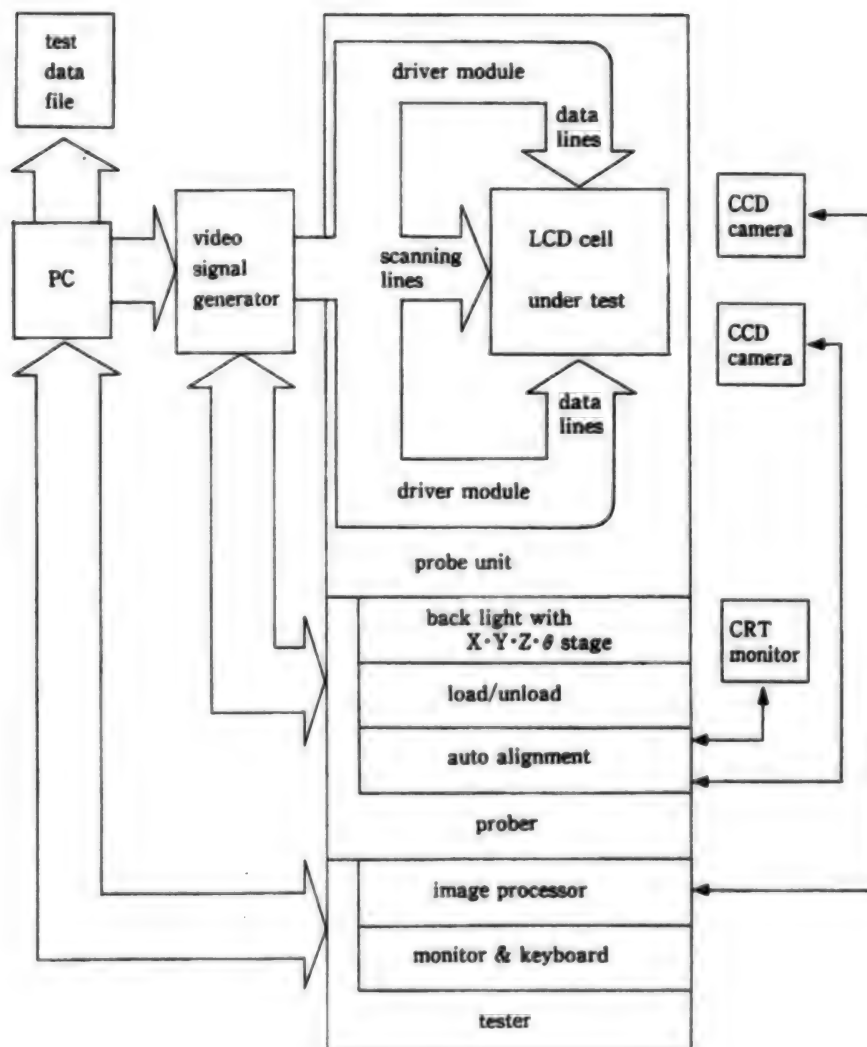 test
data
file
PC
video
signal
generator
driver module
data
lines
scanning
lines
LCD cell
under test
data
lines
driver module
probe unit
back light with
X·Y·Z·θ stage
load/unload
auto alignment
prober
image processor
monitor & keyboard
tester
CCD
camera
CCD
camera
CRT
monitor